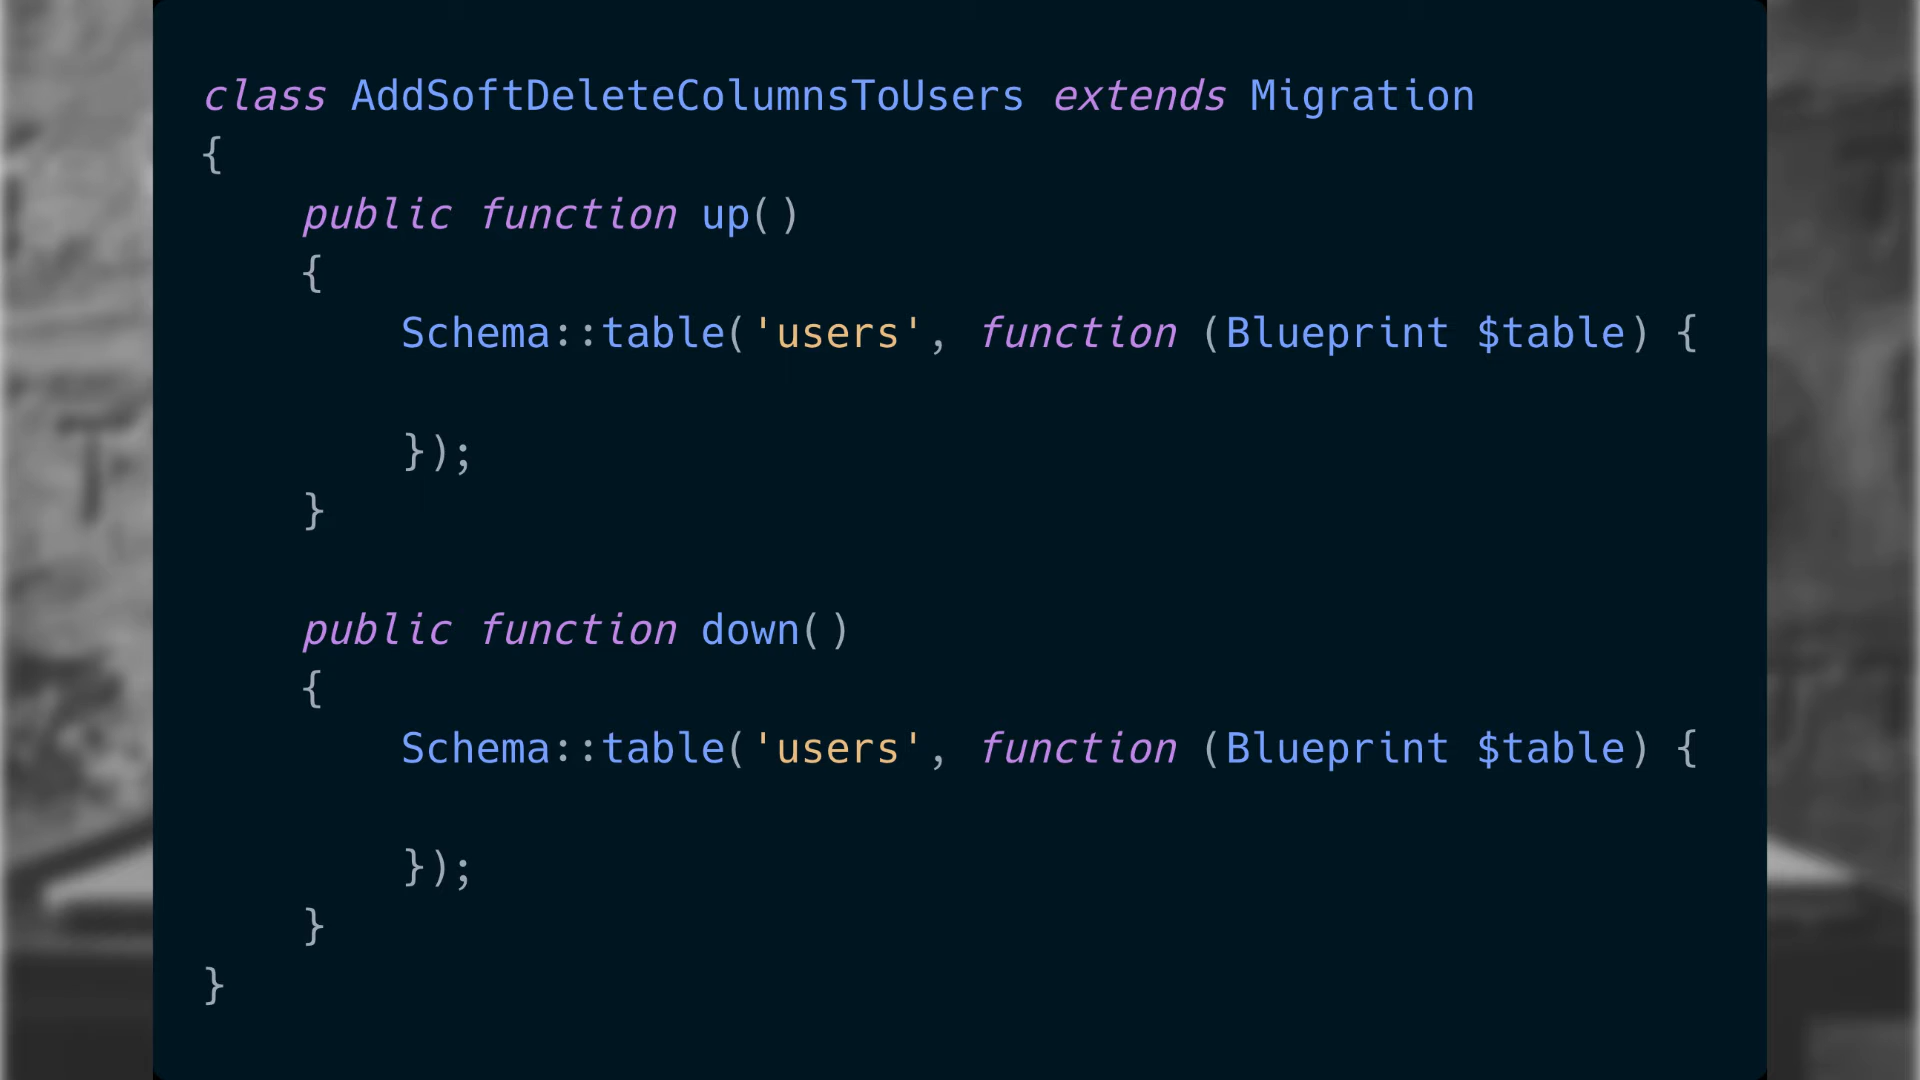 class AddSoftDeleteColumnsToUsers extends Migration
{
    public function up()
    {
        Schema::table('users', function (Blueprint $table) {

        });
    }

    public function down()
    {
        Schema::table('users', function (Blueprint $table) {

        });
    }
}